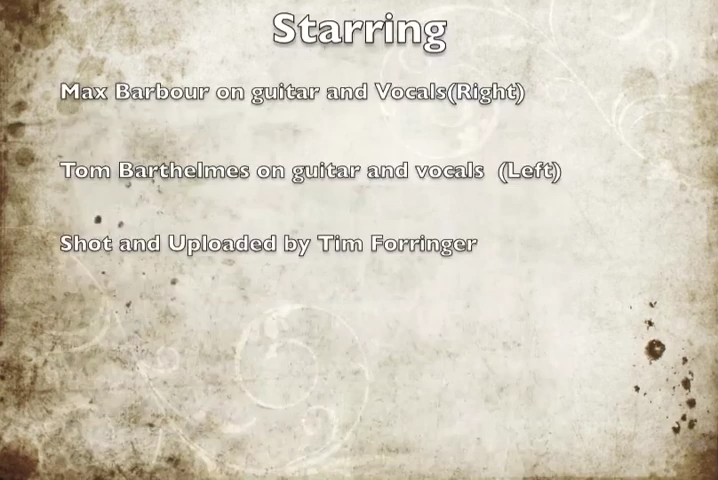 Starring
Max Barbour on guitar and Vocals(Right)
Tom Barthelmes on guitar and vocals  (Left)
Shot and Uploaded by Tim Forringer